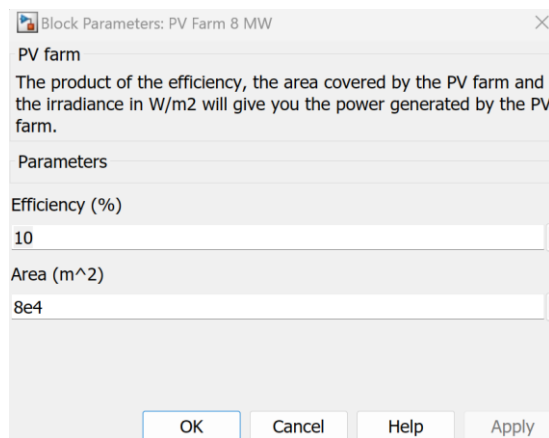 Block Parameters: PV Farm 8 MW
PV farm
The product of the efficiency, the area covered by the PV farm and
the irradiance in W/m2 will give you the power generated by the PV
farm.
Parameters
Efficiency (%)
10
Area (m^2)
8e4
OK Cancel Help Apply